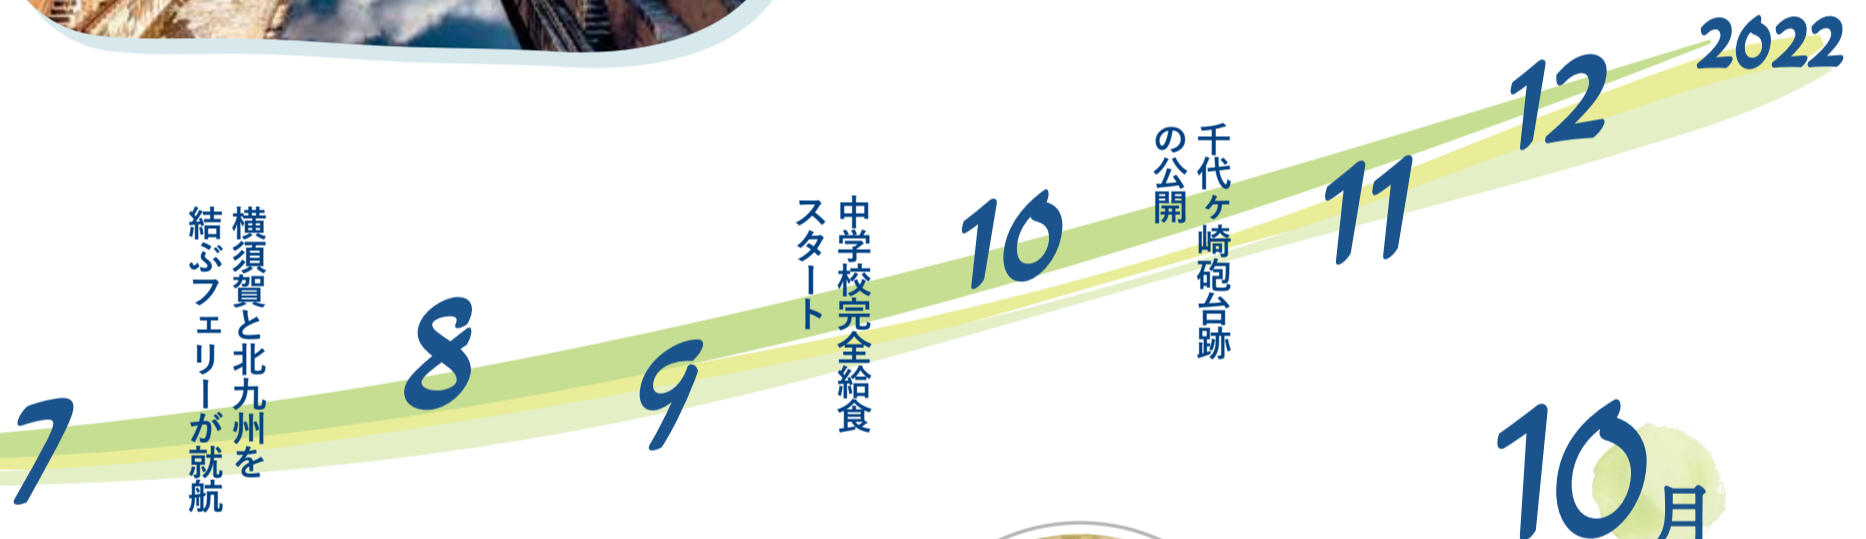 7
横須賀と北九州を
結ぶフェリーが就航
8
9
中学校完全給食
スタート
10
千代ヶ崎砲台跡
の公開
11
12
2022
10月